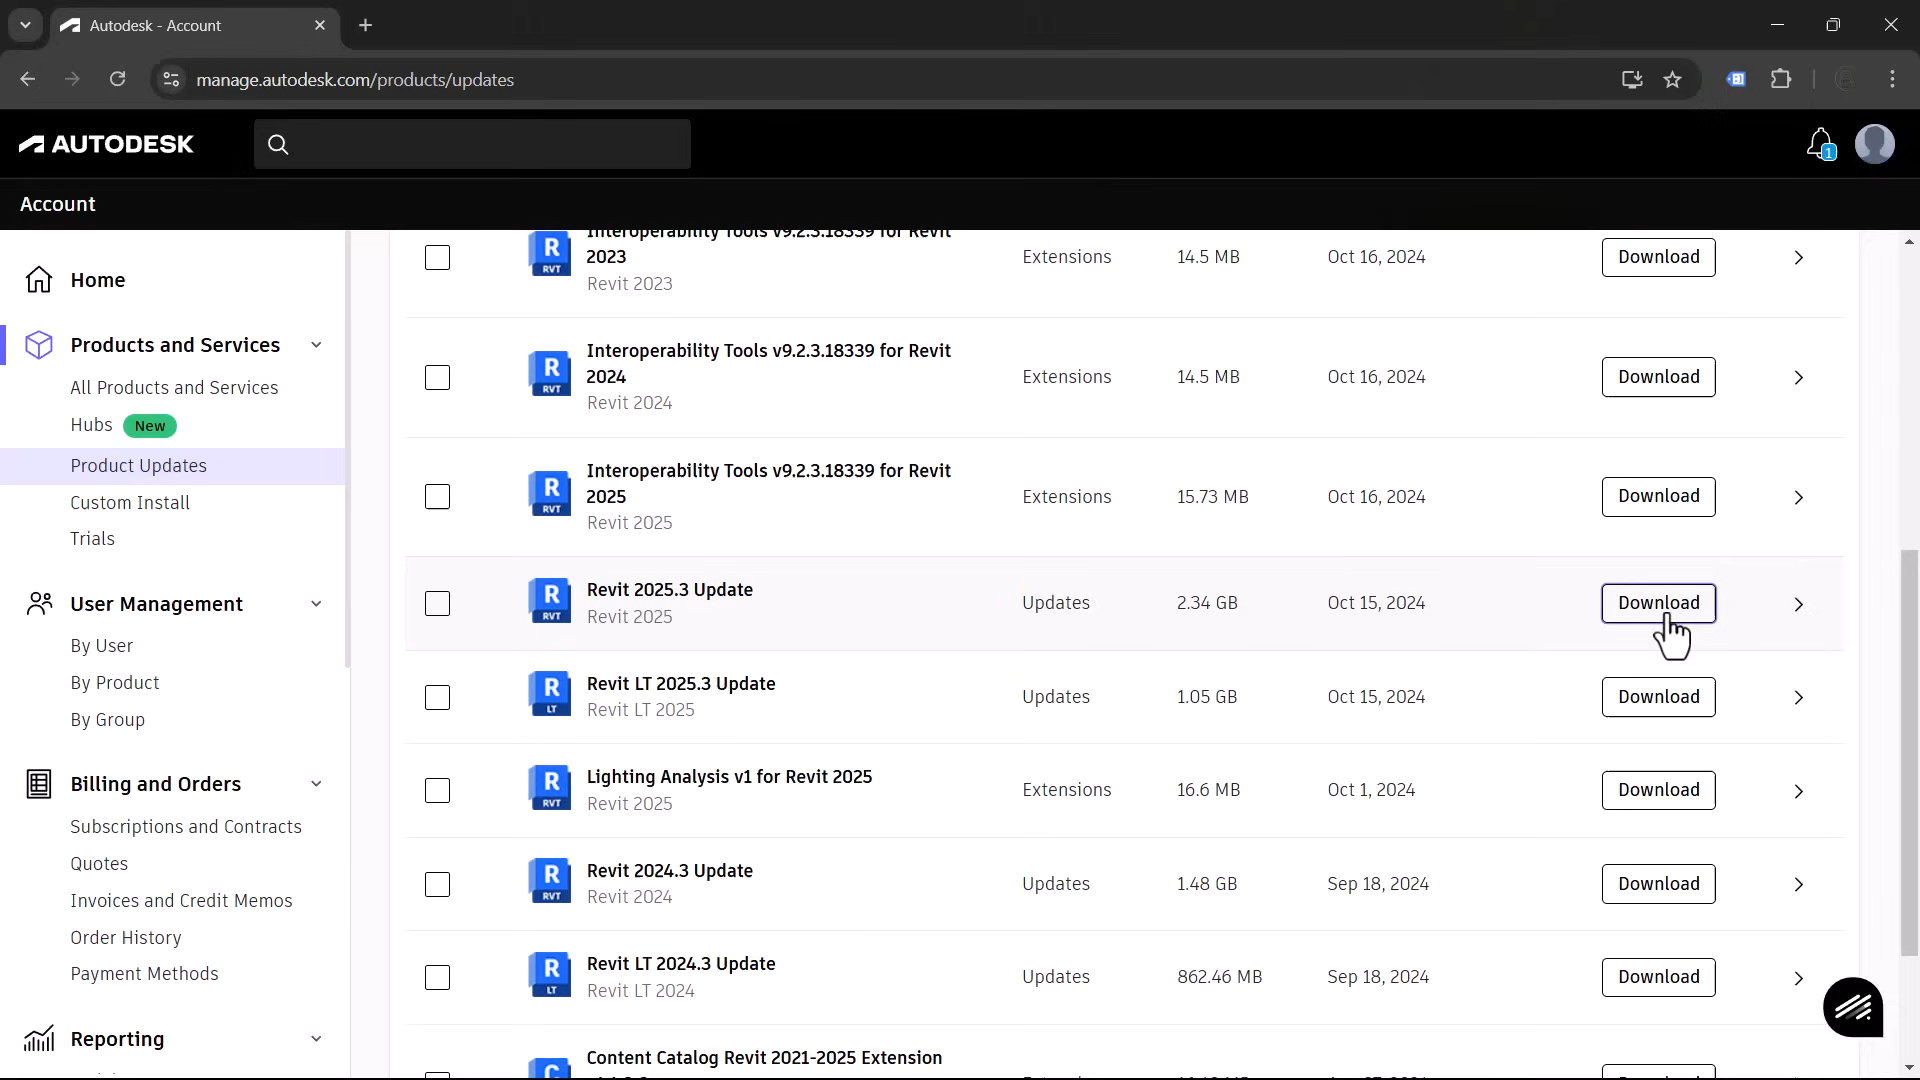 Autodesk - Account
manage.autodesk.com/products/updates
AUTODESK
1
Account
Home
Products and Services
All Products and Services
Hubs New
Product Updates
Custom Install
Trials
User Management
By User
By Product
By Group
Billing and Orders
Subscriptions and Contracts
Quotes
Invoices and Credit Memos
Order History
Payment Methods
Reporting
Interoperability Tools v9.2.3.18339 for Revit
2023
Revit 2023
Extensions 14.5 MB Oct 16, 2024 Download
Interoperability Tools v9.2.3.18339 for Revit
2024
Revit 2024
Extensions 14.5 MB Oct 16, 2024 Download
Interoperability Tools v9.2.3.18339 for Revit
2025
Revit 2025
Extensions 15.73 MB Oct 16, 2024 Download
Revit 2025.3 Update
Revit 2025
Updates 2.34 GB Oct 15, 2024 Download
Revit LT 2025.3 Update
Revit LT 2025
Updates 1.05 GB Oct 15, 2024 Download
Lighting Analysis v1 for Revit 2025
Revit 2025
Extensions 16.6 MB Oct 1, 2024 Download
Revit 2024.3 Update
Revit 2024
Updates 1.48 GB Sep 18, 2024 Download
Revit LT 2024.3 Update
Revit LT 2024
Updates 862.46 MB Sep 18, 2024 Download
Content Catalog Revit 2021-2025 Extension